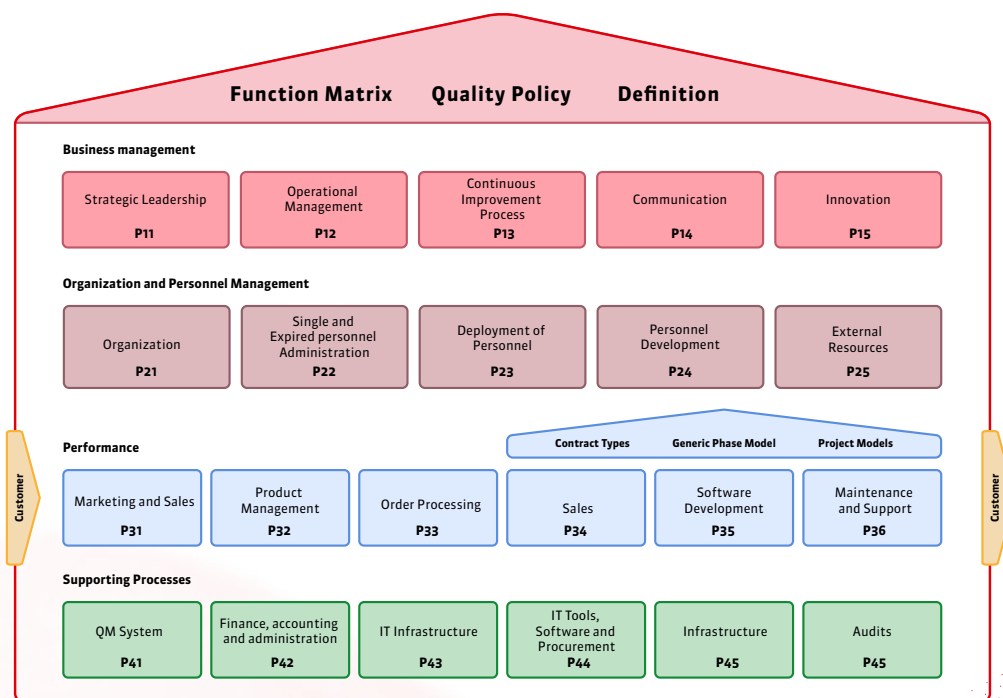 Function Matrix Quality Policy Definition
Business management
Strategic Leadership
P11
Operational
Management
P12
Continuous
Improvement
Process
P13
Communication
P14
Innovation
P15
Organization and Personnel Management
Organization
P21
Single and
Expired personnel
Administration
P22
Deployment of
Personnel
P23
Personnel
Development
P24
External
Resources
P25
Customer
Performance
Contract Types Generic Phase Model Project Models
Marketing and Sales
P31
Product
Management
P32
Order Processing
P33
Sales
P34
Software
Development
P35
Maintenance
and Support
P36
Customer
Supporting Processes
QM System
P41
Finance, accounting
and administration
P42
IT Infrastructure
P43
IT Tools,
Software and
Procurement
P44
Infrastructure
P45
Audits
P45